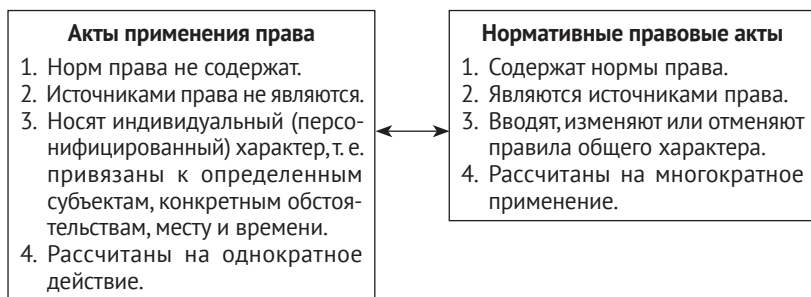 Акты применения права
1. Норм права не содержат.
2. Источниками права не являются.
3. Носят индивидуальный (персо-
нифицированный) характер, т. е.
привязаны к определенным
субъектам, конкретным обстоя-
тельствам, месту и времени.
4. Рассчитаны на однократное
действие.
Нормативные правовые акты
1. Содержат нормы права.
2. Являются источниками права.
3. Вводят, изменяют или отменяют
правила общего характера.
4. Рассчитаны на многократное
применение.